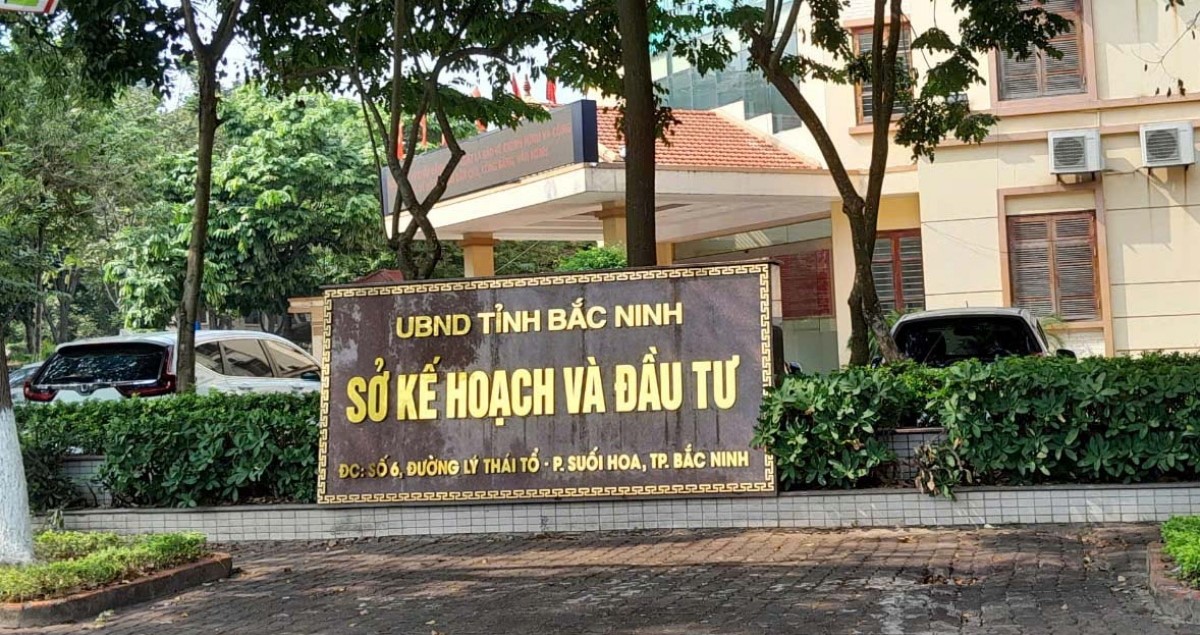 UBND TỈNH BẮC NINH
SỞ KẾ HOẠCH VÀ ĐẦU TƯ
ĐC: SỐ 6, ĐƯỜNG LÝ THÁI TỔ - P. SUỐI HOA, TP. BẮC NINH